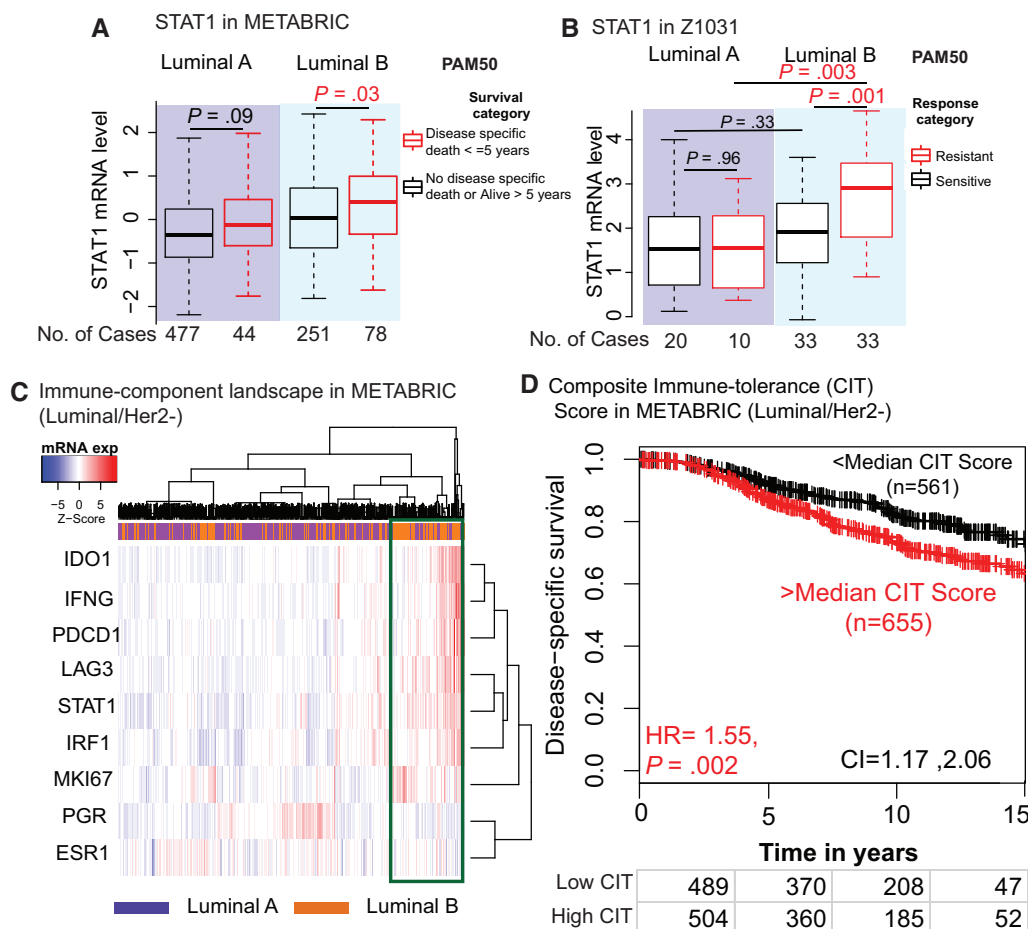 A STAT1 in METABRIC
Luminal A Luminal B PAM50
P = .09 P = .03
Survival category
Disease specific death < =5 years
No disease specific death or Alive > 5 years
STAT1 mRNA level
2
1
0
−1
−2
No. of Cases 477 44 251 78
B STAT1 in Z1031
Luminal A Luminal B PAM50
P = .003
P = .001
P = .33
P = .96
Response category
Resistant
Sensitive
STAT1 mRNA level
4
3
2
1
0
No. of Cases 20 10 33 33
C Immune-component landscape in METABRIC
(Luminal/Her2-)
mRNA exp
−5 0 5
Z−Score
IDO1
IFNG
PDCD1
LAG3
STAT1
IRF1
MKI67
PGR
ESR1
Luminal A Luminal B
D Composite Immune-tolerance (CIT)
Score in METABRIC (Luminal/Her2-)
Disease−specific survival
1.0
0.8
0.6
0.4
0.2
0.0
<Median CIT Score
(n=561)
>Median CIT Score
(n=655)
HR= 1.55,
P = .002
CI=1.17 ,2.06
0 5 10 15
Time in years
Low CIT 489 370 208 47
High CIT 504 360 185 52